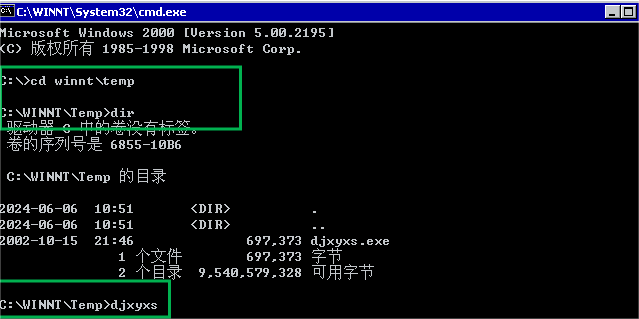 C:\WINNT\System32\cmd.exe
Microsoft Windows 2000 [Version 5.00.2195]
(C) 版权所有 1985-1998 Microsoft Corp.
C:\>cd winnt\temp
C:\WINNT\Temp>dir
驱动器 C 中的卷没有标签。
卷的序列号是 6855-10B6
C:\WINNT\Temp 的目录
2024-06-06 10:51 <DIR> .
2024-06-06 10:51 <DIR> ..
2002-10-15 21:46 697,373 djxyxs.exe
1 个文件 697,373 字节
2 个目录 9,540,579,328 可用字节
C:\WINNT\Temp>djxyxs